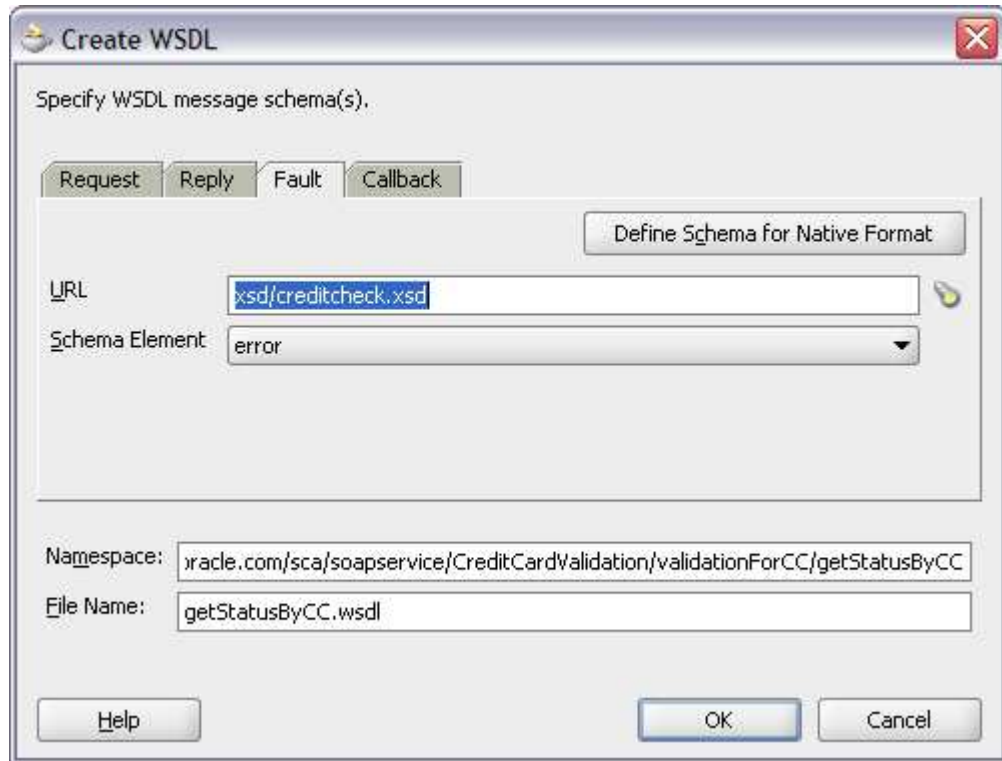 Create WSDL
Specify WSDL message schema(s).
Request Reply Fault Callback
Define Schema for Native Format
URL xsd/creditcheck.xsd
Schema Element error
Namespace: oracle.com/sca/soapservice/CreditCardValidation/validationForCC/getStatusByCC
File Name: getStatusByCC.wsdl
Help OK Cancel